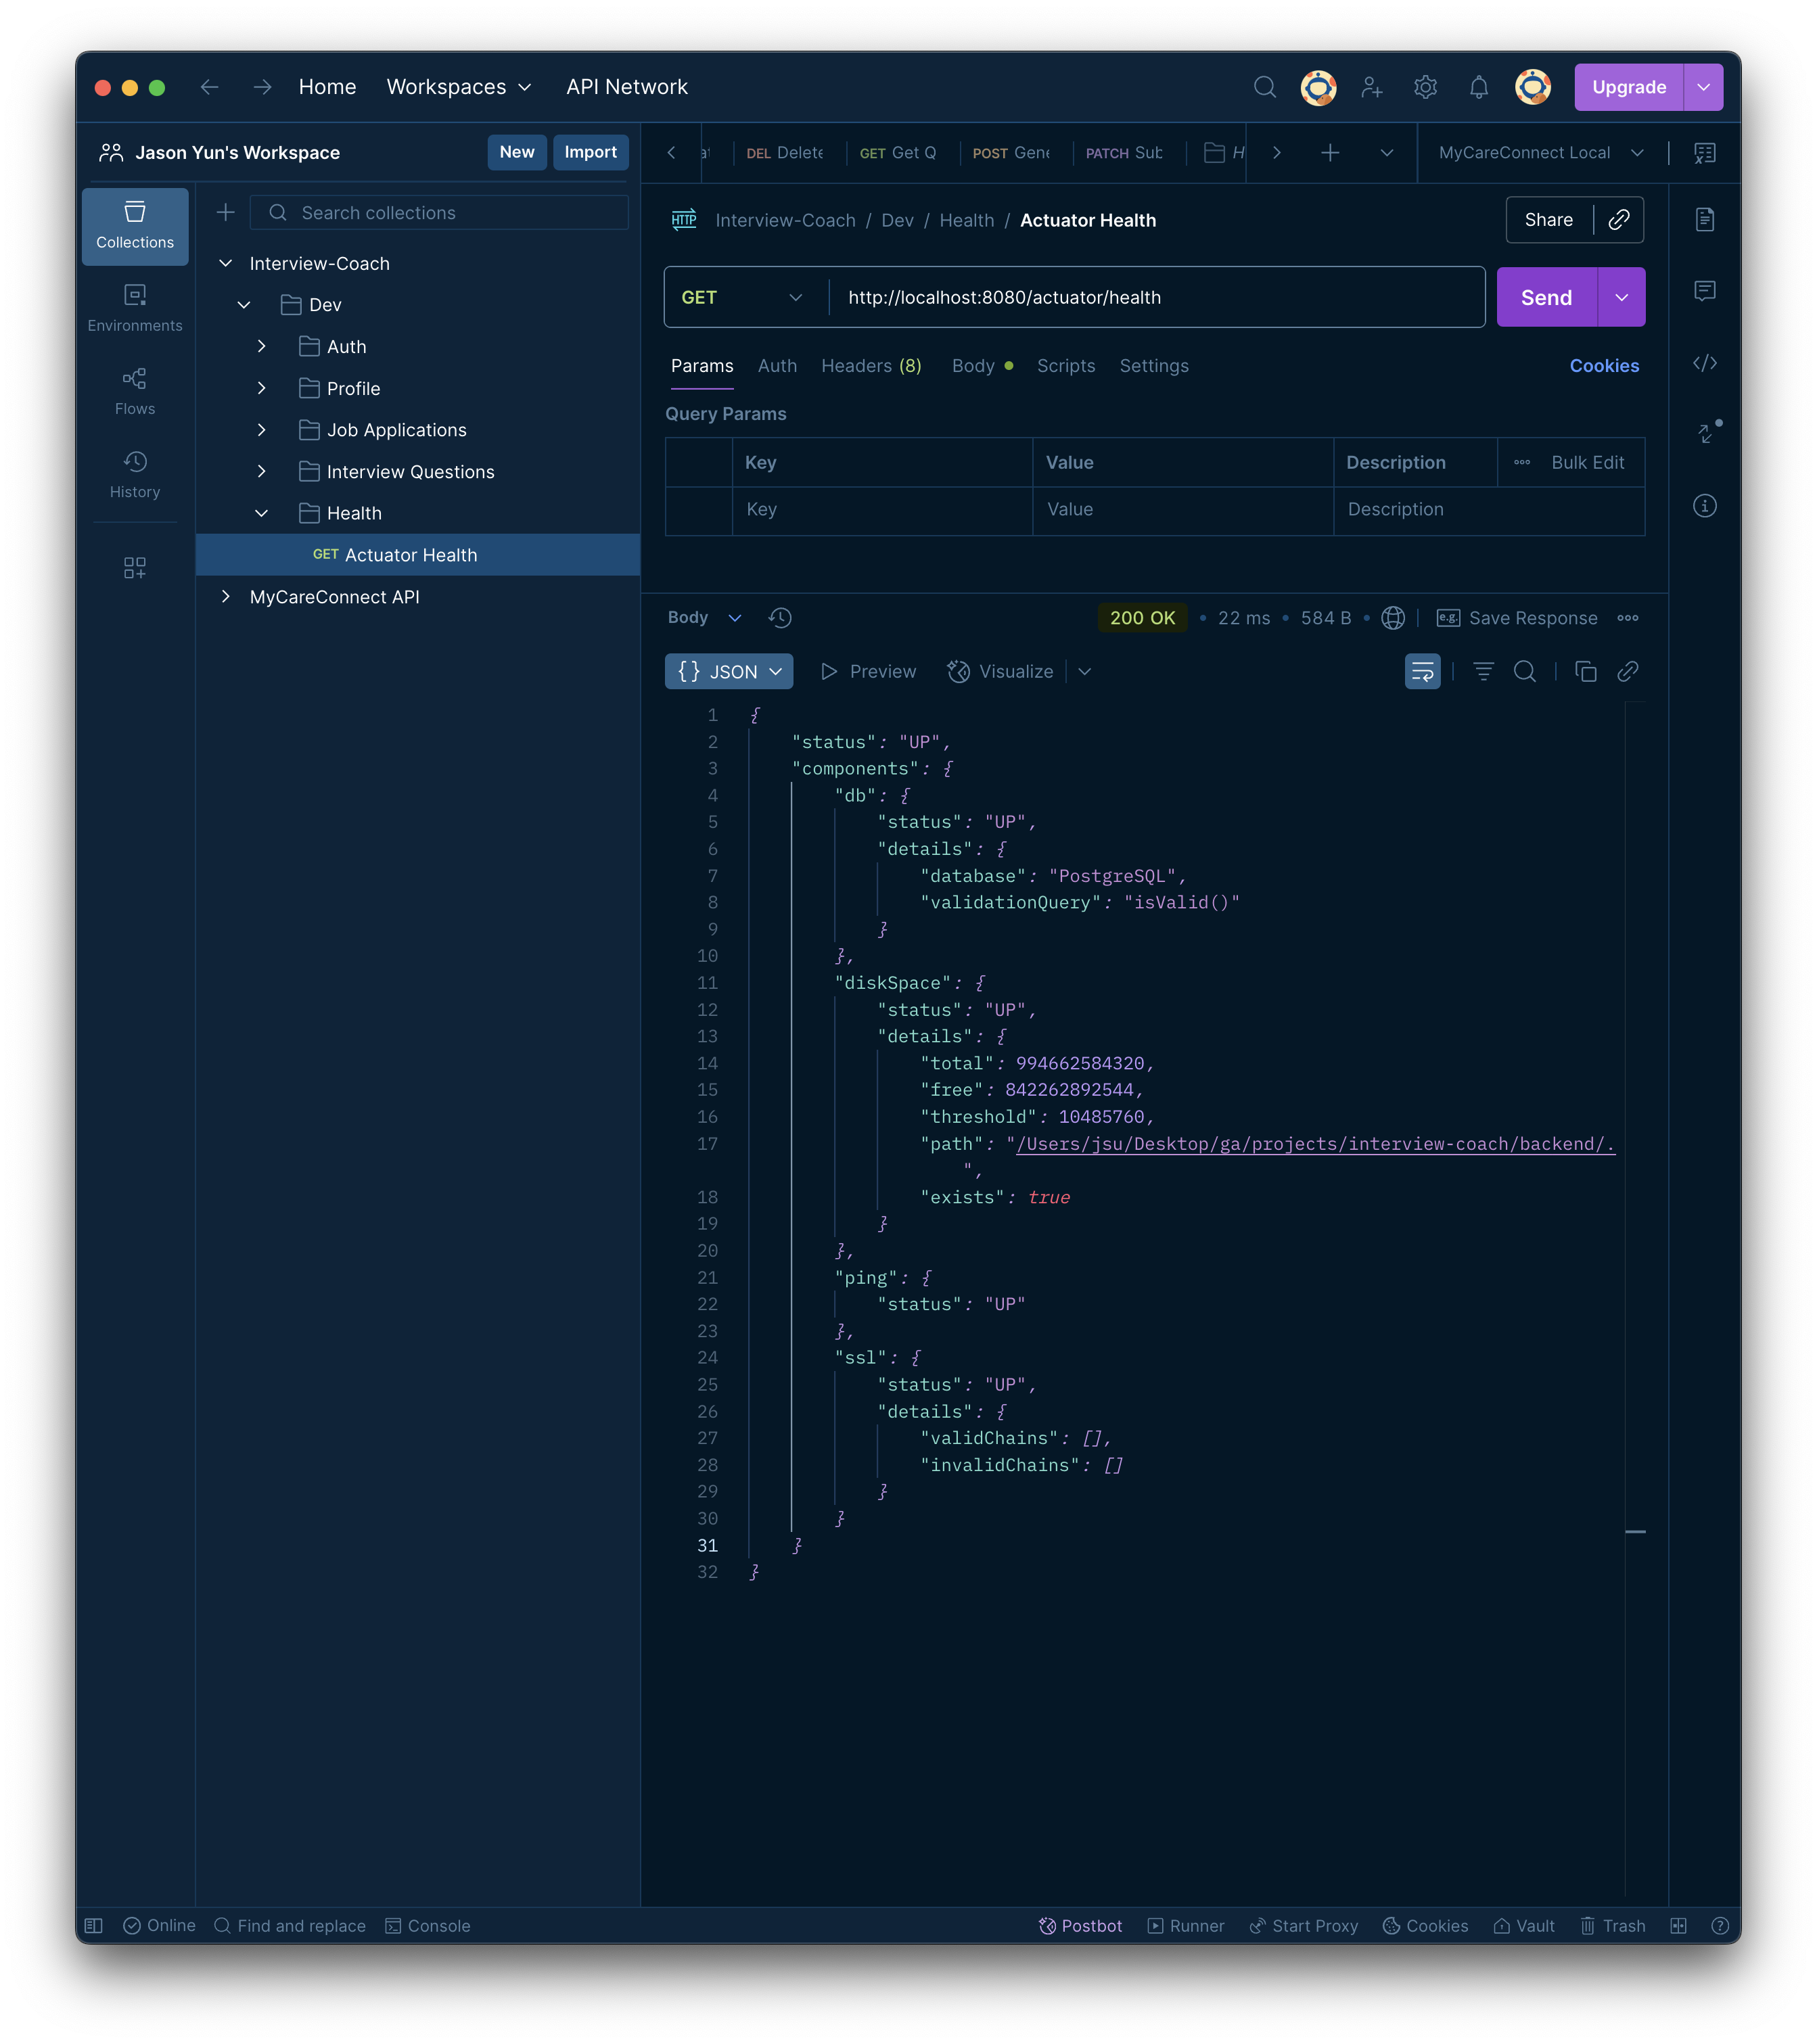 Home Workspaces API Network Upgrade
Jason Yun's Workspace New Import
DEL Delete GET Get Q POST Gene PATCH Sub H MyCareConnect Local
Collections
Environments
Flows
History
Search collections
Interview-Coach
Dev
Auth
Profile
Job Applications
Interview Questions
Health
GET Actuator Health
MyCareConnect API
HTTP Interview-Coach / Dev / Health / Actuator Health Share
GET http://localhost:8080/actuator/health Send
Params Auth Headers (8) Body Scripts Settings Cookies
Query Params
Key Value Description Bulk Edit
Key Value Description
Body 200 OK • 22 ms • 584 B • e.g. Save Response
{} JSON Preview Visualize
1 {
2 "status": "UP",
3 "components": {
4 "db": {
5 "status": "UP",
6 "details": {
7 "database": "PostgreSQL",
8 "validationQuery": "isValid()"
9 }
10 },
11 "diskSpace": {
12 "status": "UP",
13 "details": {
14 "total": 994662584320,
15 "free": 842262892544,
16 "threshold": 10485760,
17 "path": "/Users/jsu/Desktop/ga/projects/interview-coach/backend/.
",
18 "exists": true
19 }
20 },
21 "ping": {
22 "status": "UP"
23 },
24 "ssl": {
25 "status": "UP",
26 "details": {
27 "validChains": [],
28 "invalidChains": []
29 }
30 }
31 }
32 }
Online Find and replace Console Postbot Runner Start Proxy Cookies Vault Trash